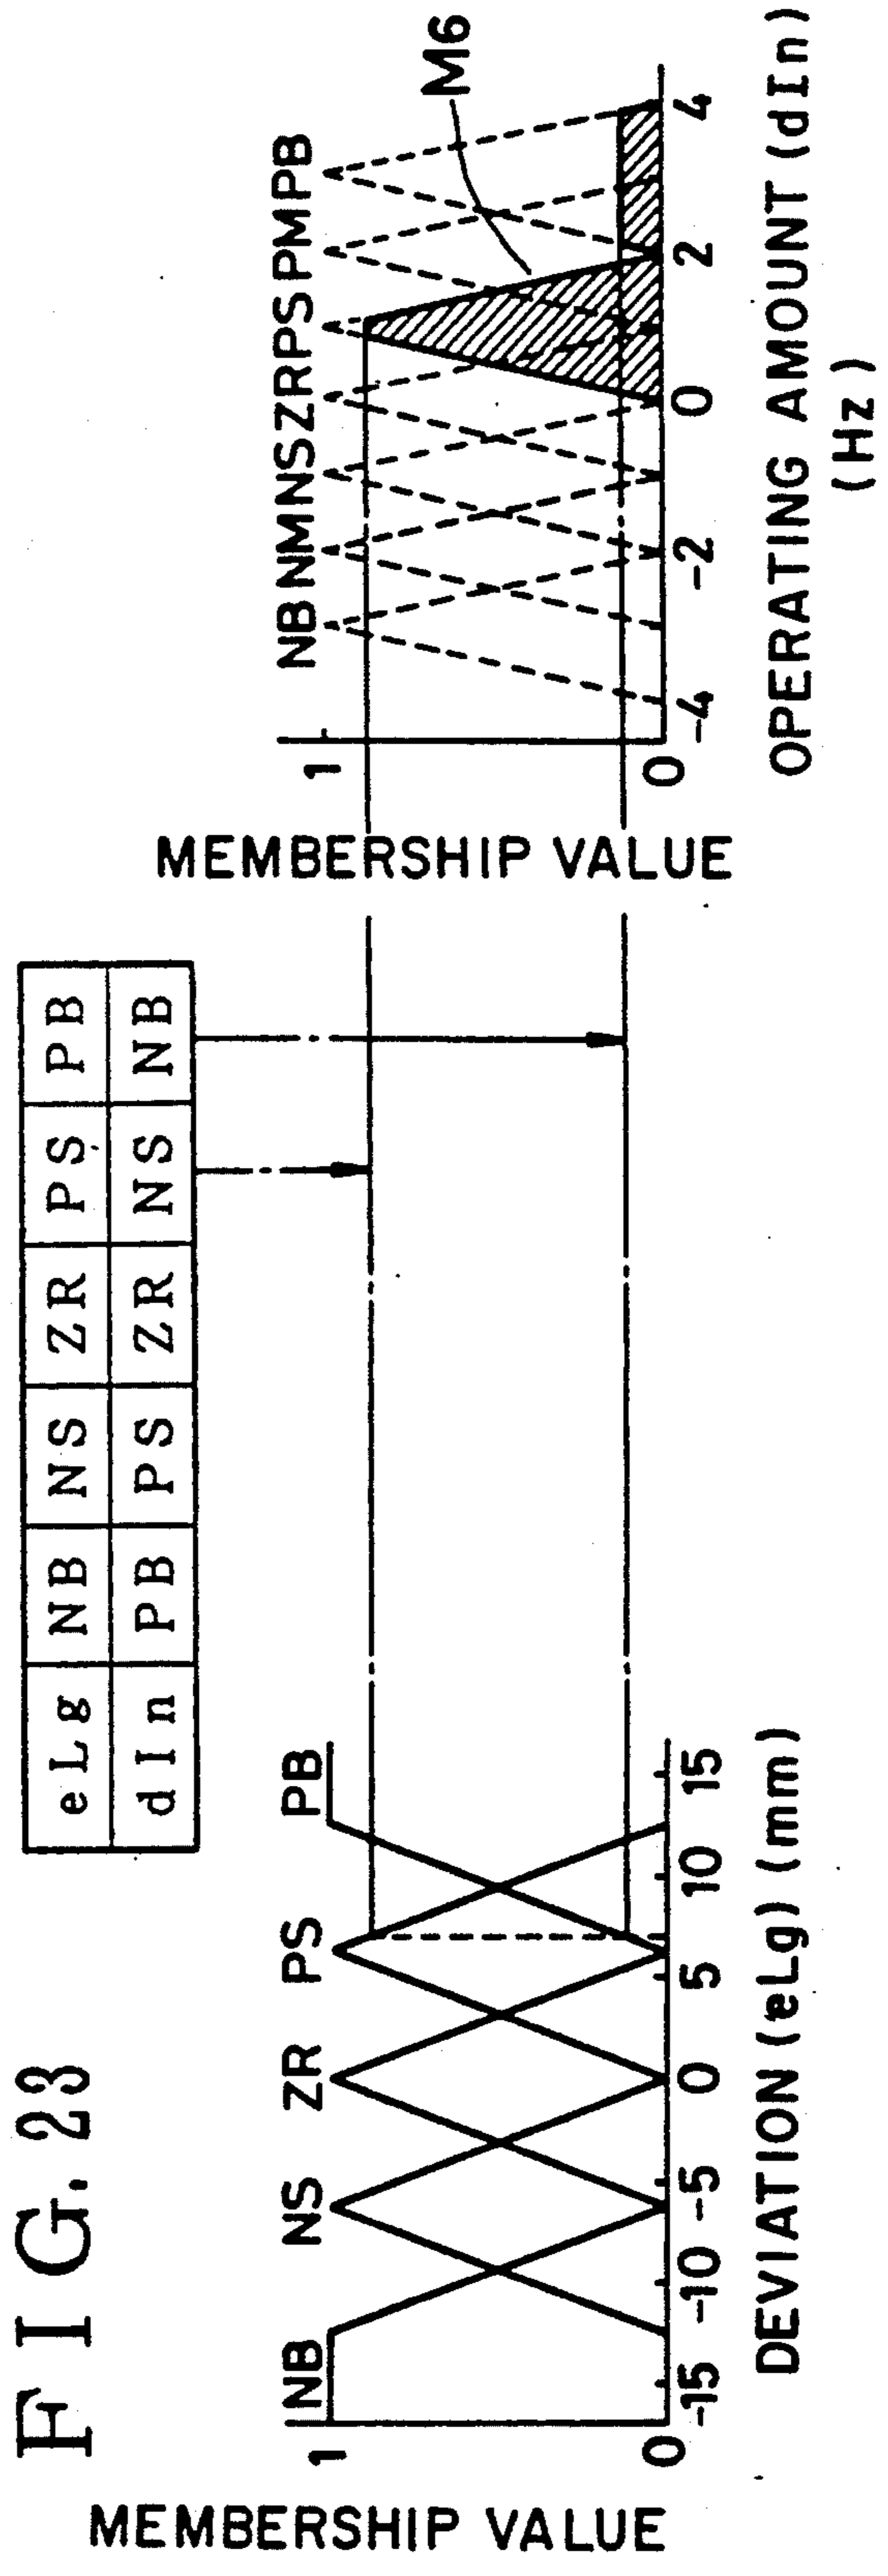 FIG. 23
eLg NB NS ZR PS PB
dIn PB PS ZR NS NB
MEMBERSHIP VALUE
1
0
NB NS ZR PS PB
-15 -10 -5 0 5 10 15
DEVIATION (eLg) (mm)
MEMBERSHIP VALUE
1
0
NB NM NS ZR PS PM PB
M6
-4 -2 0 2 4
OPERATING AMOUNT (dIn)
(Hz)